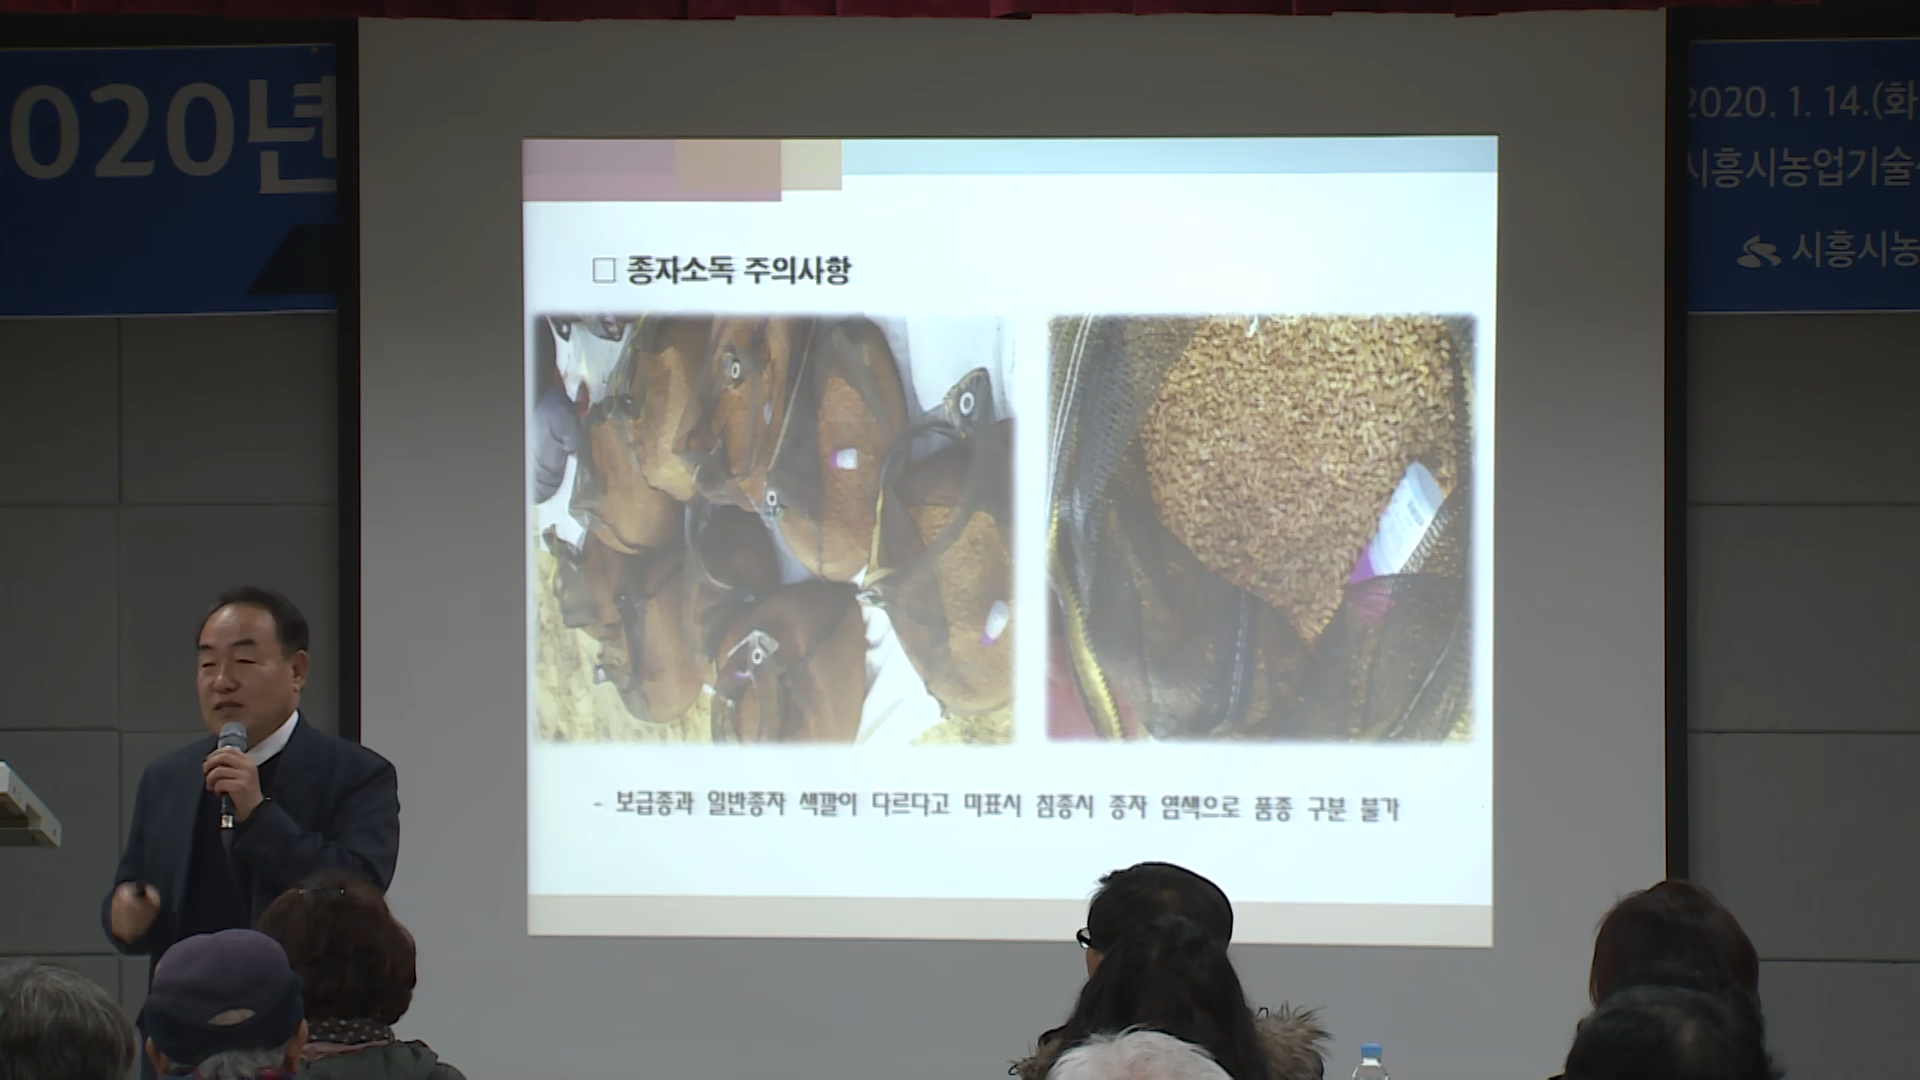 2020년
2020. 1. 14.(화
시흥시농업기술
시흥시농
□ 종자소독 주의사항
- 보급종과 일반종자 색깔이 다르다고 미표시 침종시 종자 염색으로 품종 구분 불가